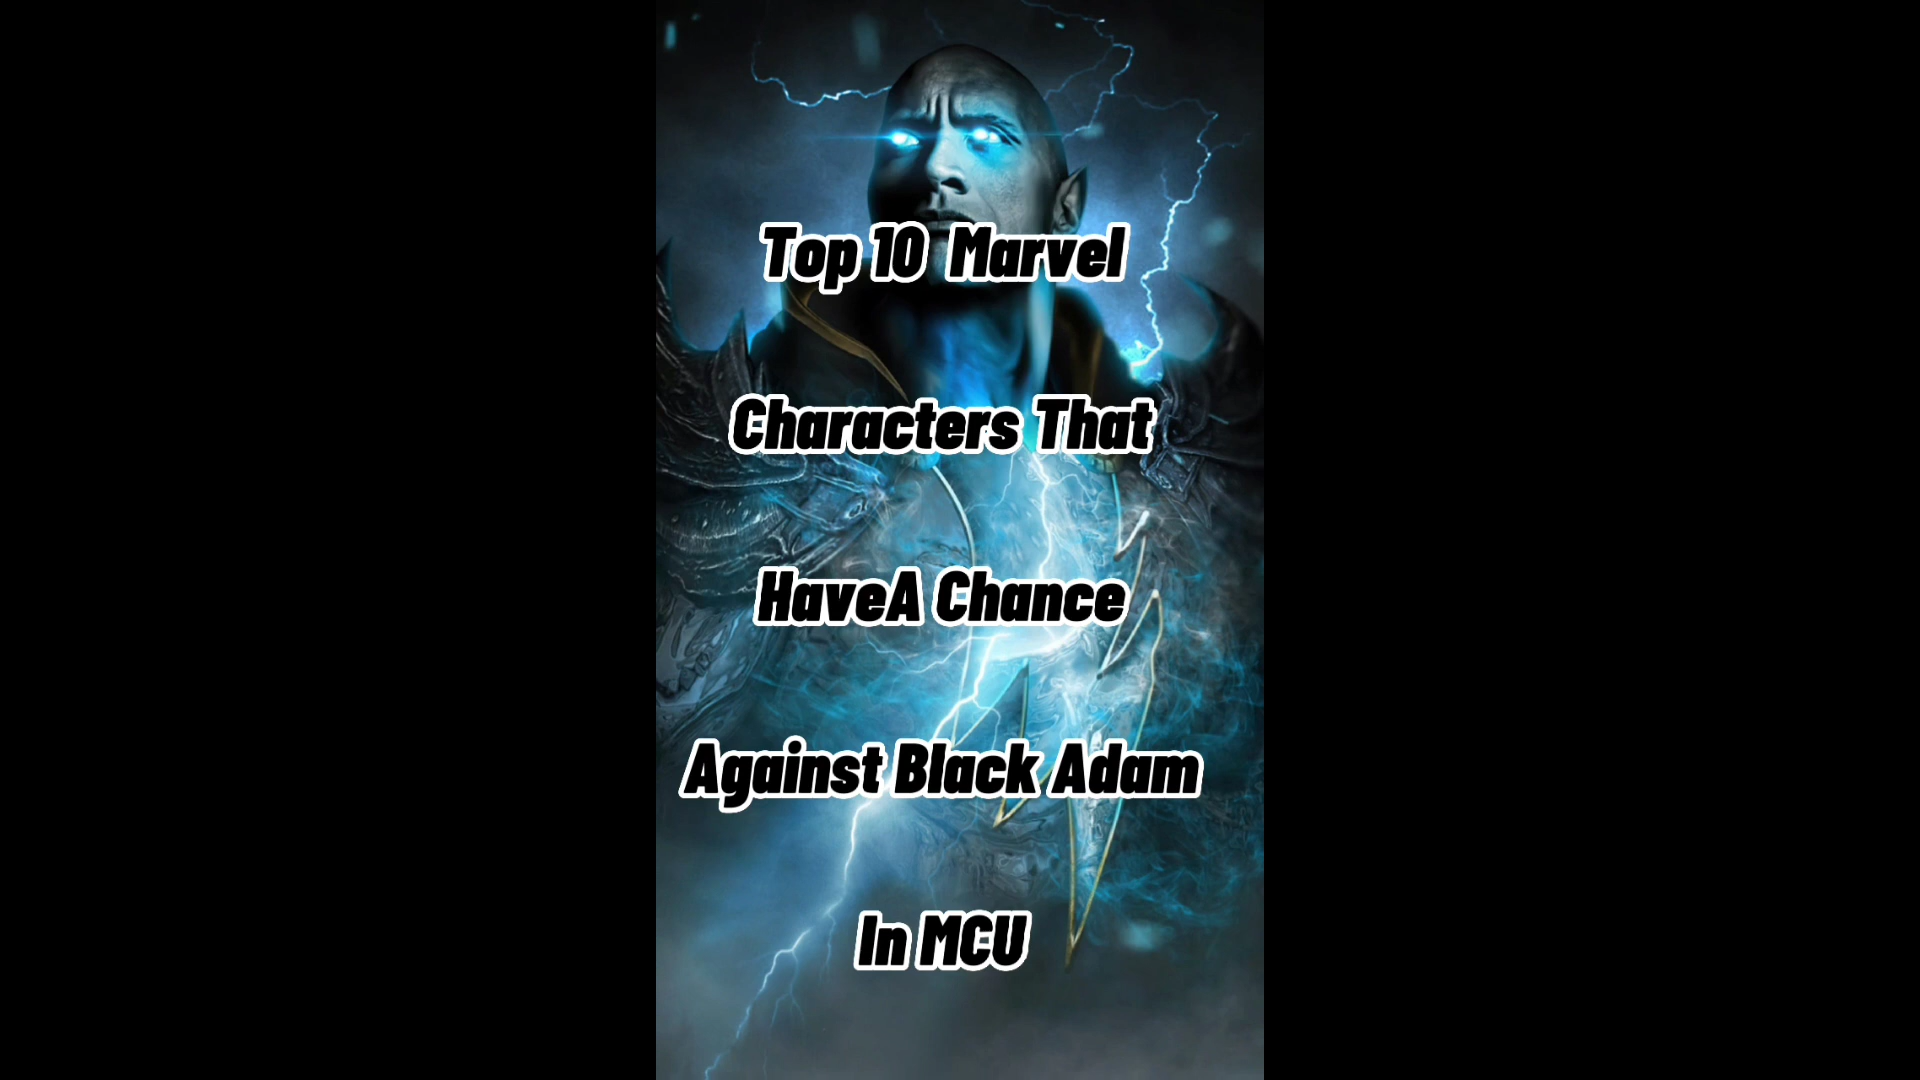 Top 10 Marvel
Characters That
HaveA Chance
Against Black Adam
In MCU